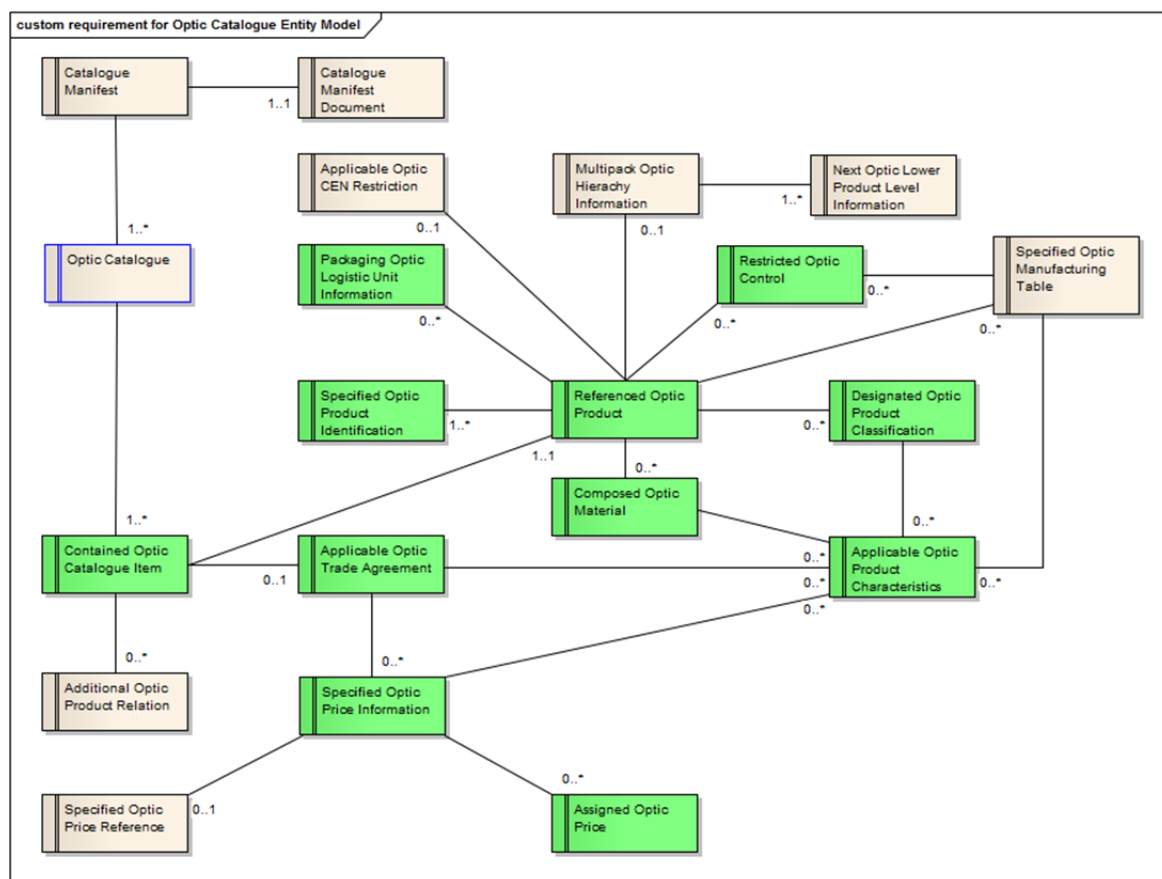 custom requirement for Optic Catalogue Entity Model
Catalogue
Manifest
1..1
Catalogue
Manifest
Document
Applicable Optic
CEN Restriction
0..1
Multipack Optic
Hierachy
Information
0..1
1..*
Next Optic Lower
Product Level
Information
1..*
Optic Catalogue
Packaging Optic
Logistic Unit
Information
0..*
Restricted Optic
Control
0..*
0..*
Specified Optic
Manufacturing
Table
0..*
Specified Optic
Product
Identification
1..*
Referenced Optic
Product
1..1
0..*
0..*
Designated Optic
Product
Classification
Composed Optic
Material
0..*
1..*
Contained Optic
Catalogue Item
0..1
Applicable Optic
Trade Agreement
0..*
0..*
0..*
Applicable Optic
Product
Characteristics
0..*
0..*
Additional Optic
Product Relation
0..*
Specified Optic
Price Information
Specified Optic
Price Reference
0..1
0..*
Assigned Optic
Price